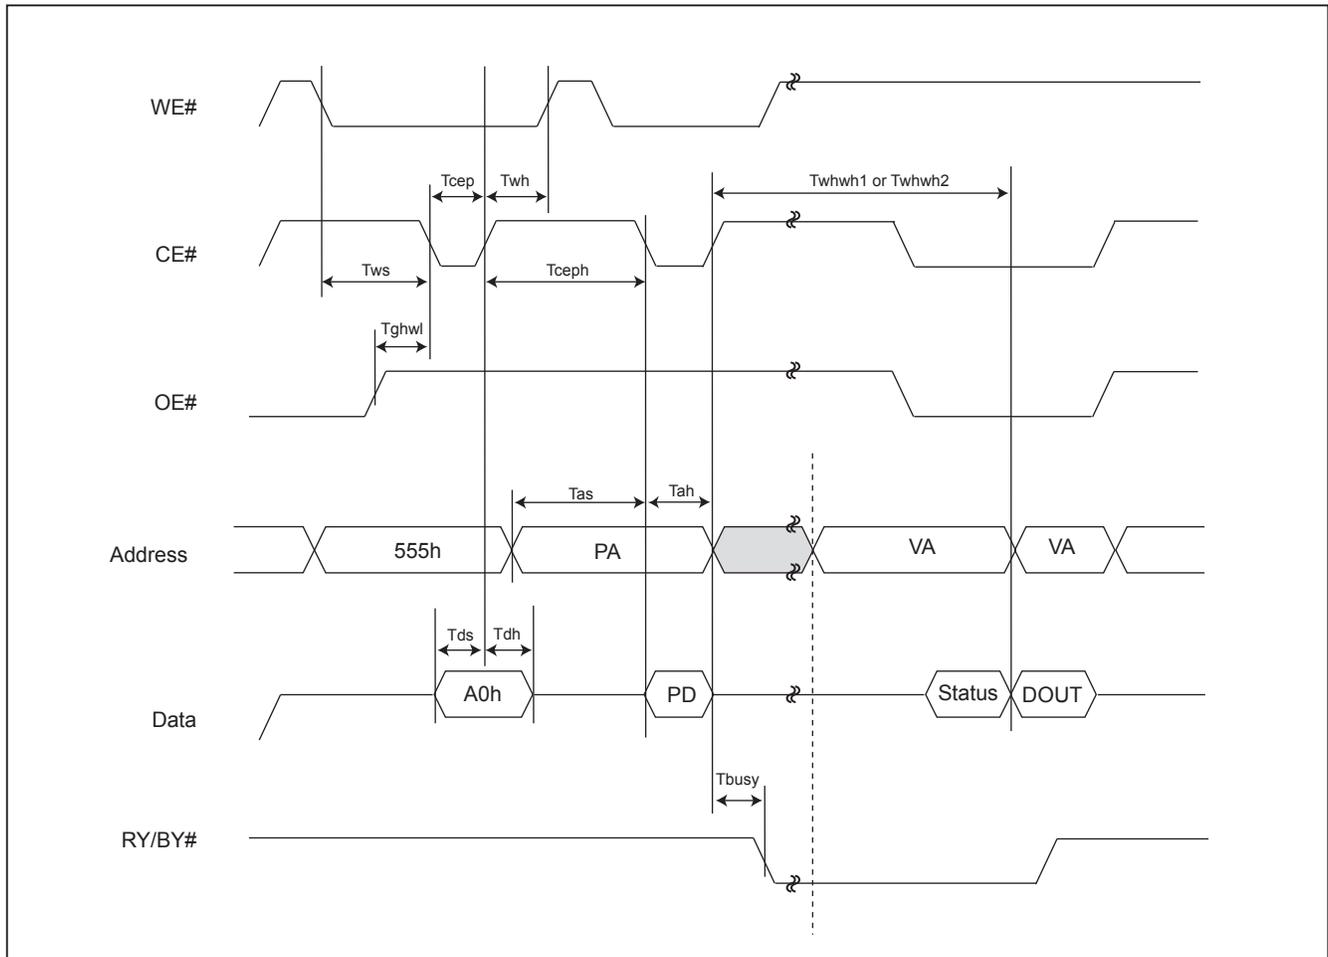 WE#
Tcep
Twh
Twhwh1 or Twhwh2
CE#
Tws
Tceph
Tghwl
OE#
Tas
Tah
Address
555h
PA
VA
VA
Tds
Tdh
Data
A0h
PD
Status
DOUT
Tbusy
RY/BY#